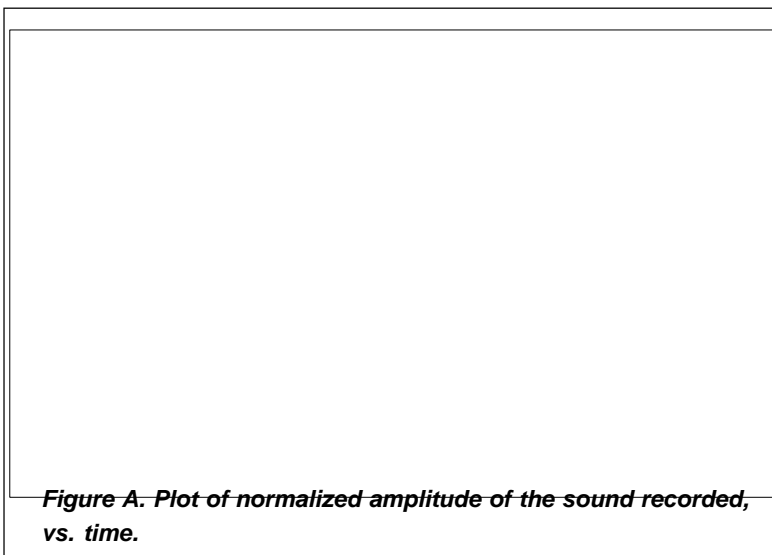 Figure A. Plot of normalized amplitude of the sound recorded,
vs. time.